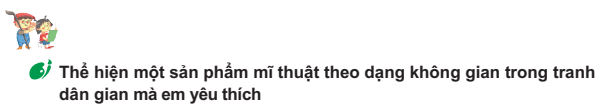 Thể hiện một sản phẩm mĩ thuật theo dạng không gian trong tranh
dân gian mà em yêu thích